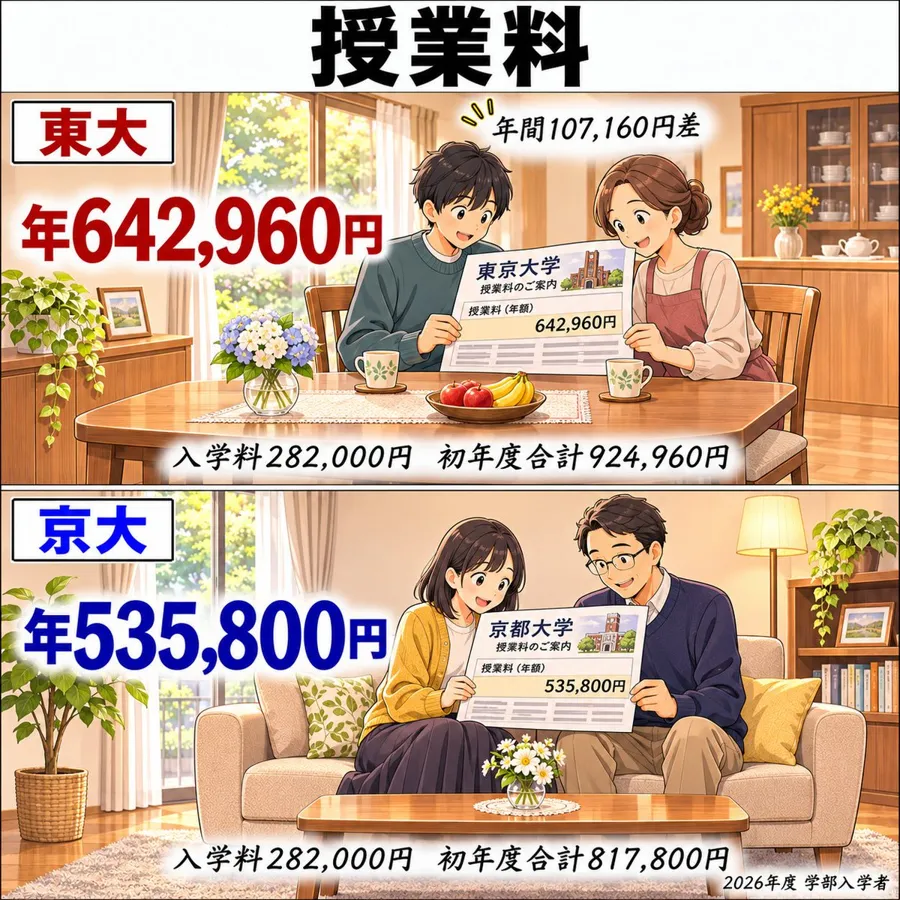 授業料
東大
年間107,160円差
年642,960円
東京大学
授業料のご案内
授業料(年額)
642,960円
入学料282,000円 初年度合計924,960円
京大
年535,800円
京都大学
授業料のご案内
授業料(年額)
535,800円
入学料282,000円 初年度合計817,800円
2026年度 学部入学者